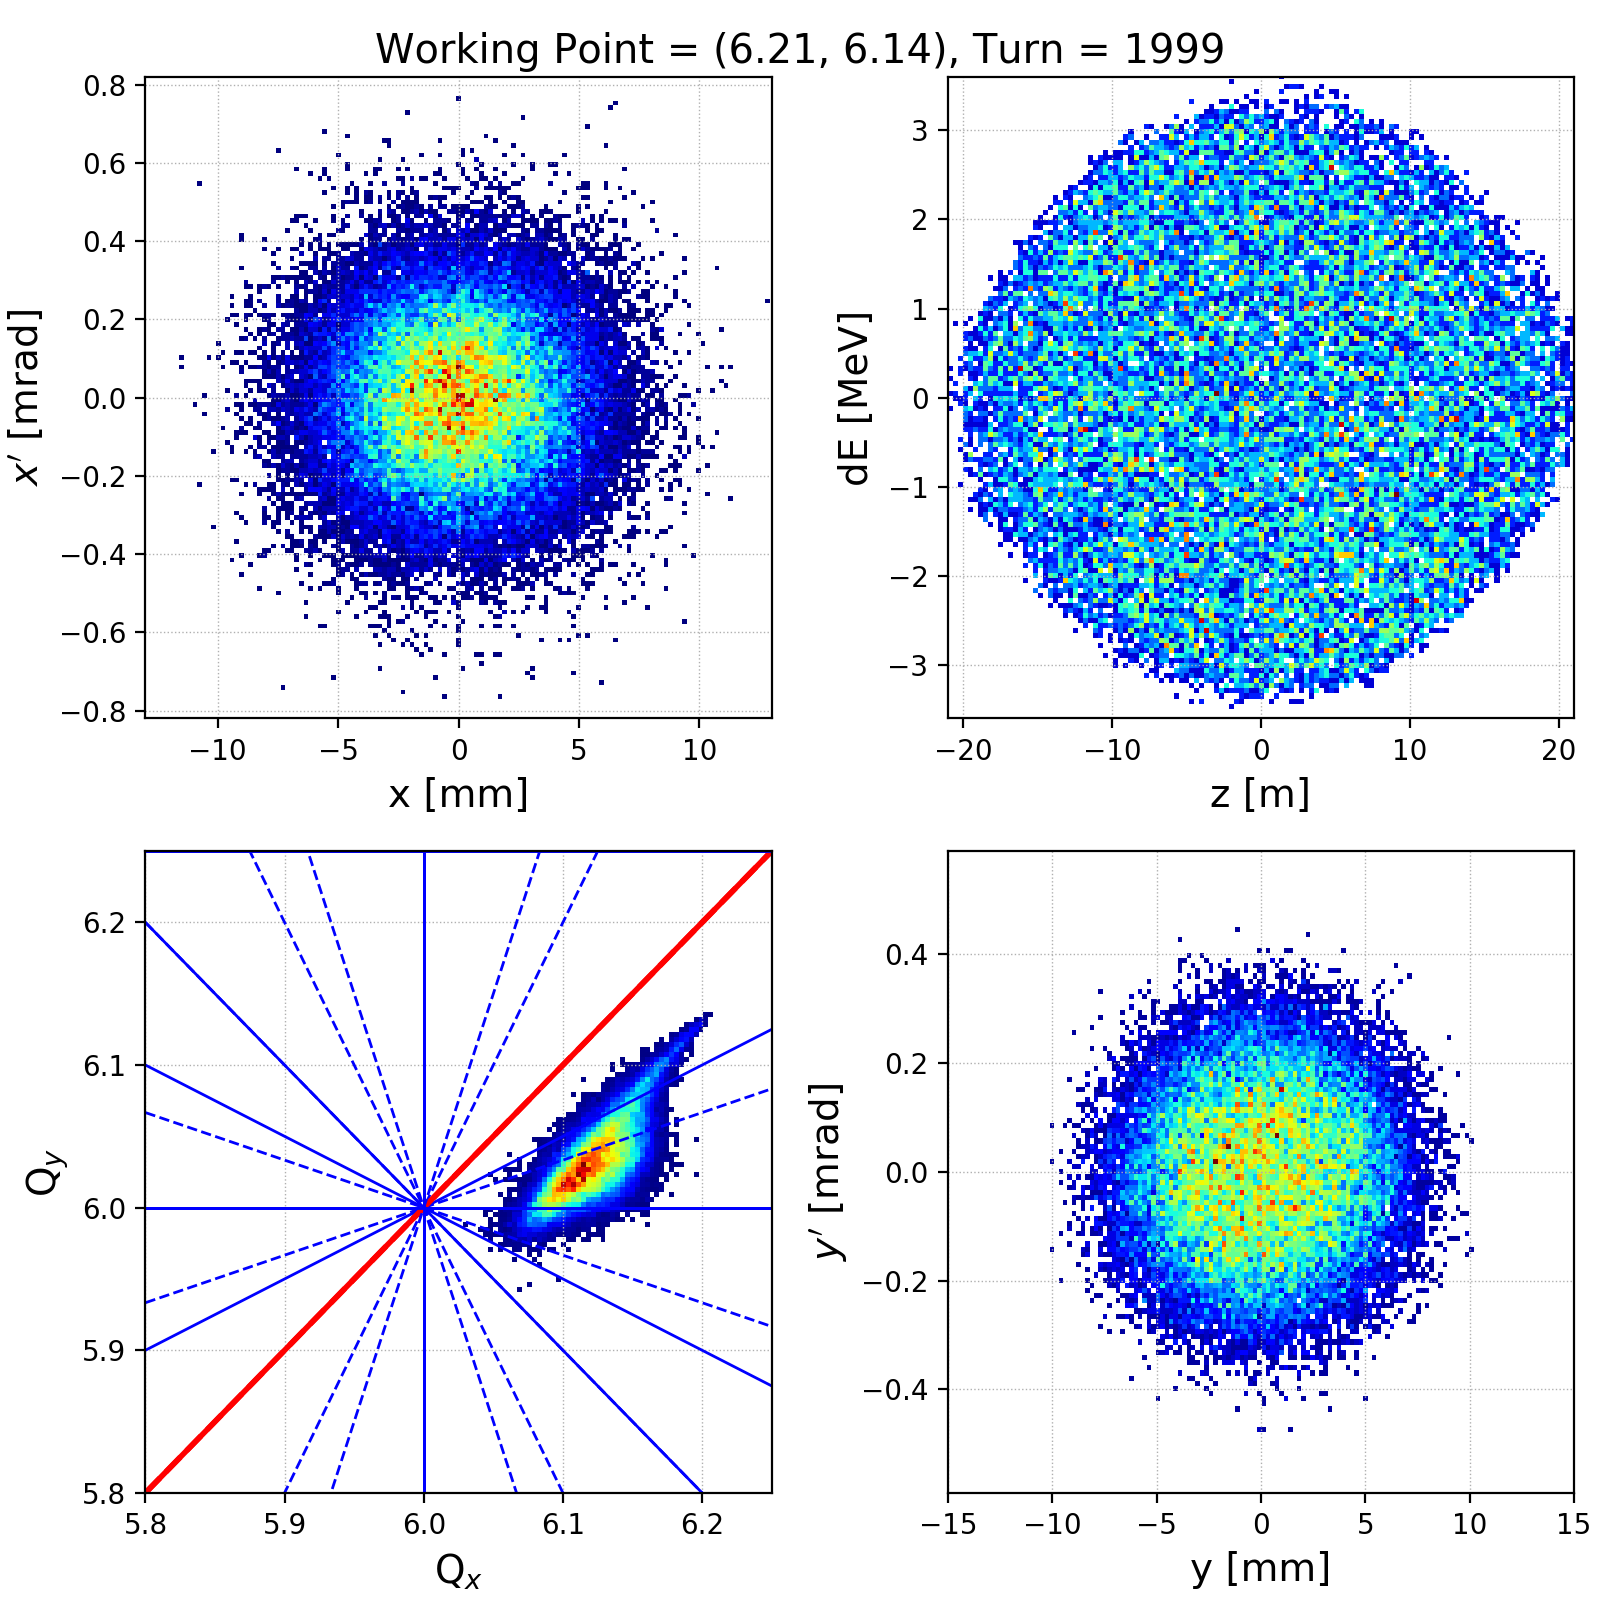 Working Point = (6.21, 6.14), Turn = 1999
0.8
0.6
0.4
0.2
0.0
−0.2
−0.4
−0.6
−0.8
x′ [mrad]
−10 −5 0 5 10
x [mm]
3
2
1
0
−1
−2
−3
dE [MeV]
−20 −10 0 10 20
z [m]
6.2
6.1
6.0
5.9
5.8
Qy
5.8 5.9 6.0 6.1 6.2
Qx
0.4
0.2
0.0
−0.2
−0.4
y′ [mrad]
−15 −10 −5 0 5 10 15
y [mm]